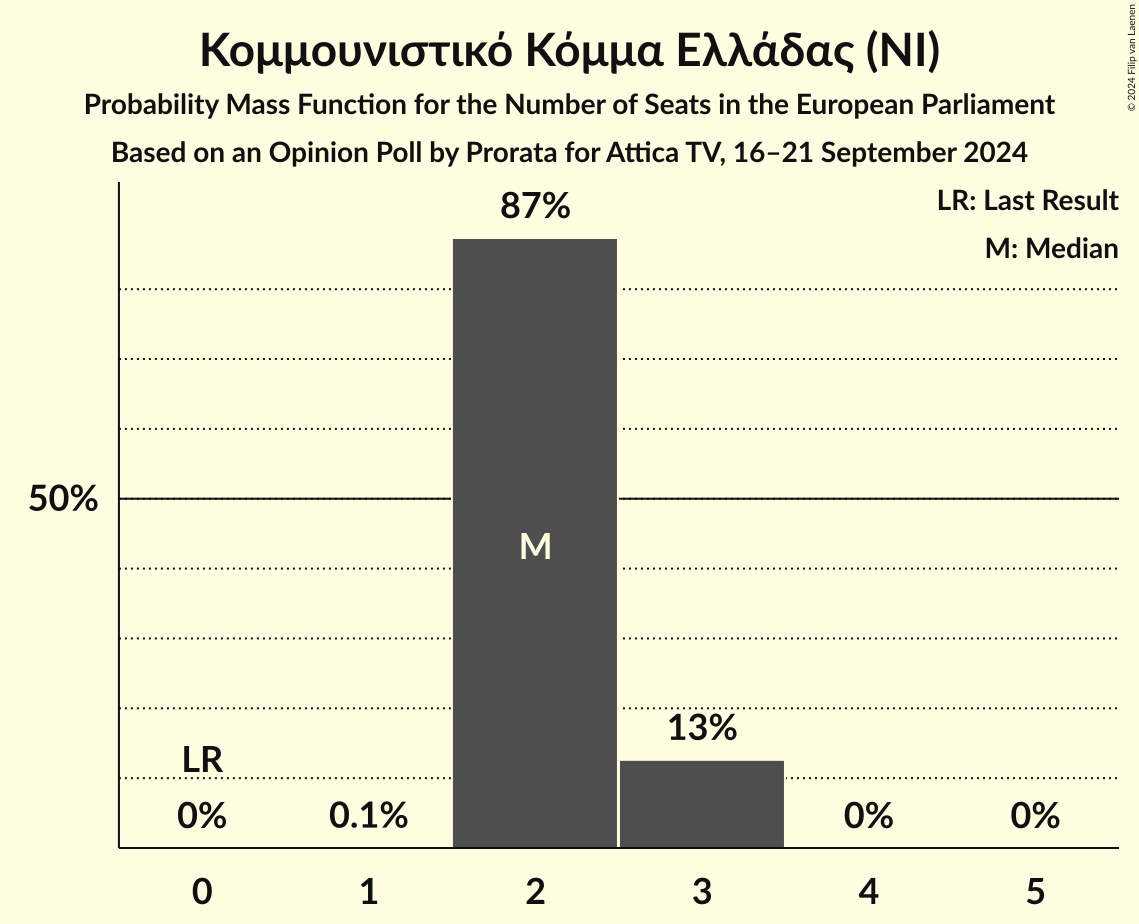 Κομμουνιστικό Κόμμα Ελλάδας (NI)
Probability Mass Function for the Number of Seats in the European Parliament
Based on an Opinion Poll by Prorata for Attica TV, 16–21 September 2024
© 2024 Filip van Laenen
LR: Last Result
M: Median
87%
50%
M
13%
LR
0%
0.1%
0%
0%
0
1
2
3
4
5